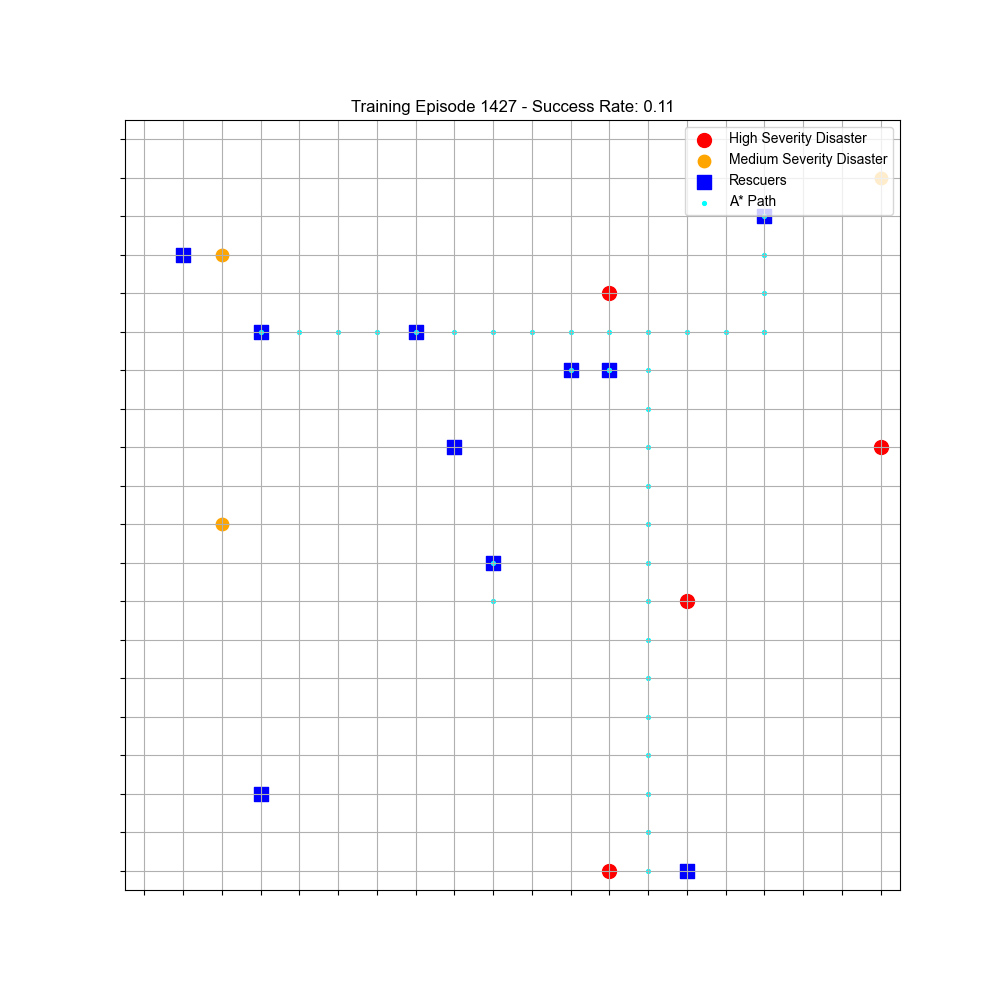 Training Episode 1427 - Success Rate: 0.11
High Severity Disaster
Medium Severity Disaster
Rescuers
A* Path